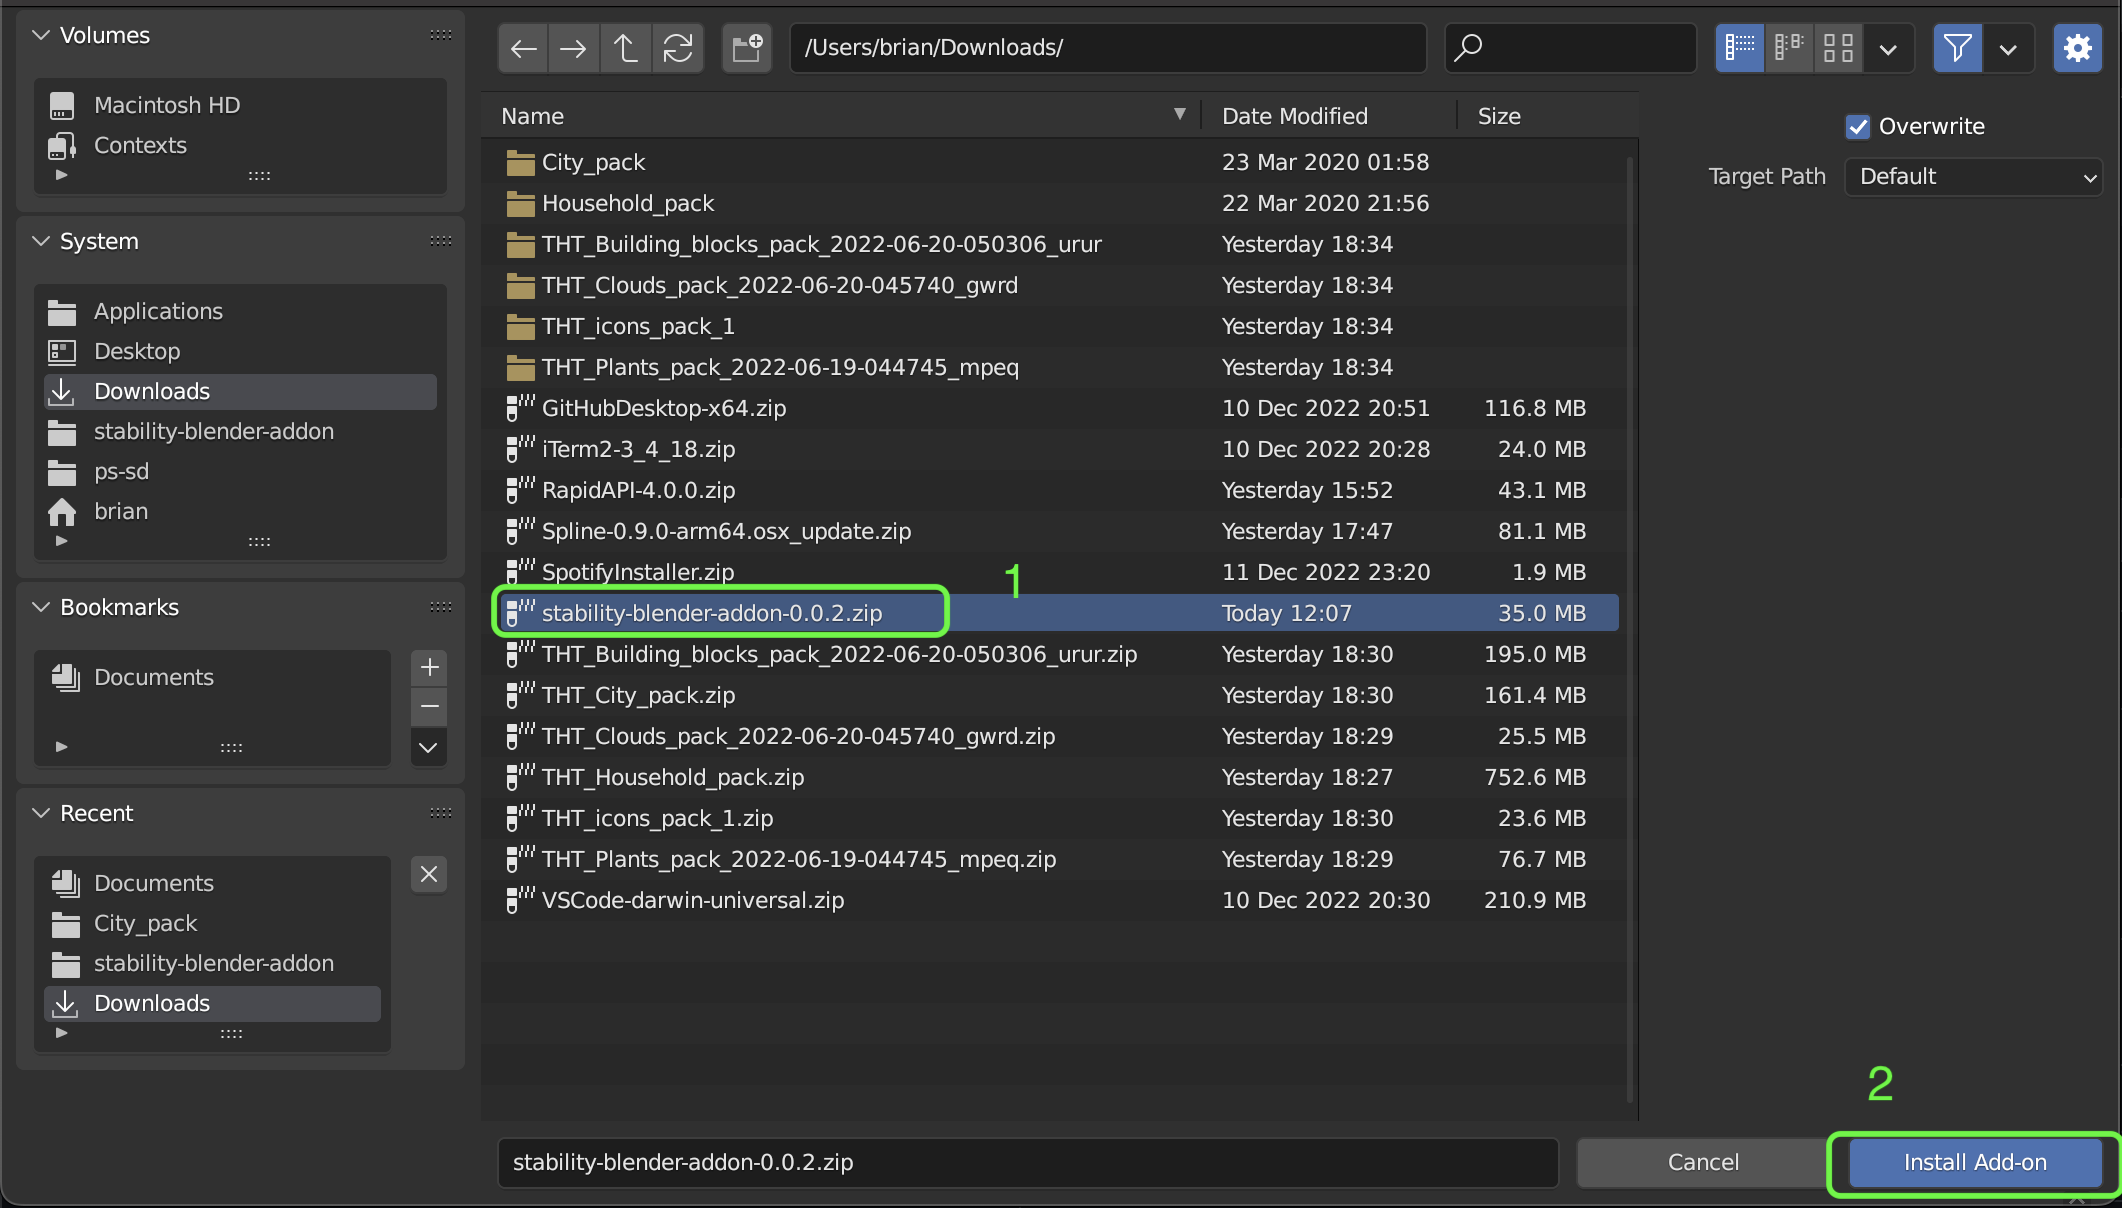 Volumes
Macintosh HD
Contexts
System
Applications
Desktop
Downloads
stability-blender-addon
ps-sd
brian
Bookmarks
Documents
Recent
Documents
City_pack
stability-blender-addon
Downloads
/Users/brian/Downloads/
Name Date Modified Size
City_pack 23 Mar 2020 01:58
Household_pack 22 Mar 2020 21:56
THT_Building_blocks_pack_2022-06-20-050306_urur Yesterday 18:34
THT_Clouds_pack_2022-06-20-045740_gwrd Yesterday 18:34
THT_icons_pack_1 Yesterday 18:34
THT_Plants_pack_2022-06-19-044745_mpeq Yesterday 18:34
GitHubDesktop-x64.zip 10 Dec 2022 20:51 116.8 MB
iTerm2-3_4_18.zip 10 Dec 2022 20:28 24.0 MB
RapidAPI-4.0.0.zip Yesterday 15:52 43.1 MB
Spline-0.9.0-arm64.osx_update.zip Yesterday 17:47 81.1 MB
SpotifyInstaller.zip 11 Dec 2022 23:20 1.9 MB
1
stability-blender-addon-0.0.2.zip Today 12:07 35.0 MB
THT_Building_blocks_pack_2022-06-20-050306_urur.zip Yesterday 18:30 195.0 MB
THT_City_pack.zip Yesterday 18:30 161.4 MB
THT_Clouds_pack_2022-06-20-045740_gwrd.zip Yesterday 18:29 25.5 MB
THT_Household_pack.zip Yesterday 18:27 752.6 MB
THT_icons_pack_1.zip Yesterday 18:30 23.6 MB
THT_Plants_pack_2022-06-19-044745_mpeq.zip Yesterday 18:29 76.7 MB
VSCode-darwin-universal.zip 10 Dec 2022 20:30 210.9 MB
Overwrite
Target Path Default
2
stability-blender-addon-0.0.2.zip Cancel Install Add-on